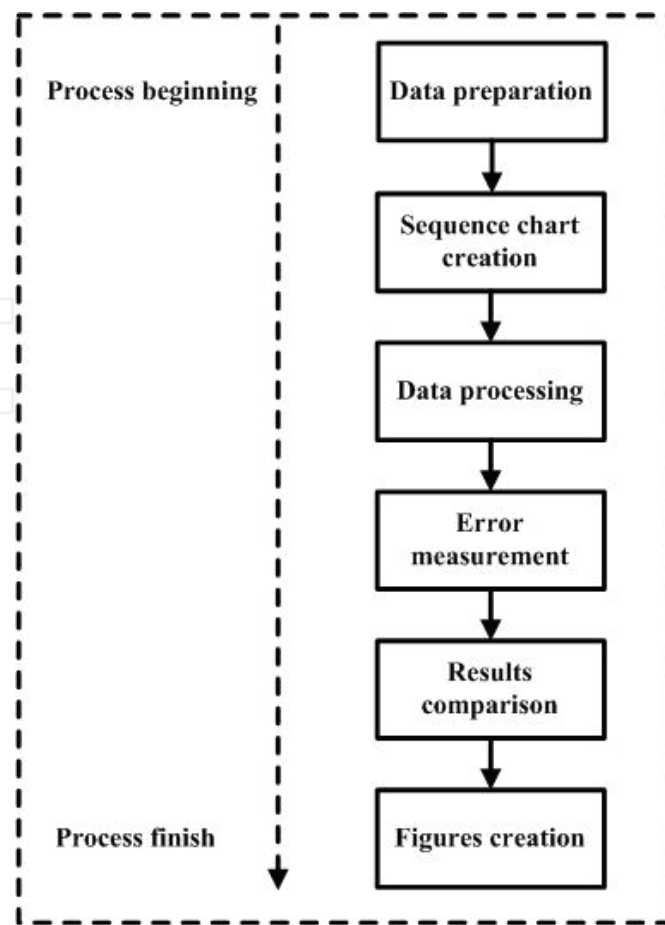 Process beginning
Data preparation
Sequence chart
creation
Data processing
Error
measurement
Results
comparison
Process finish
Figures creation